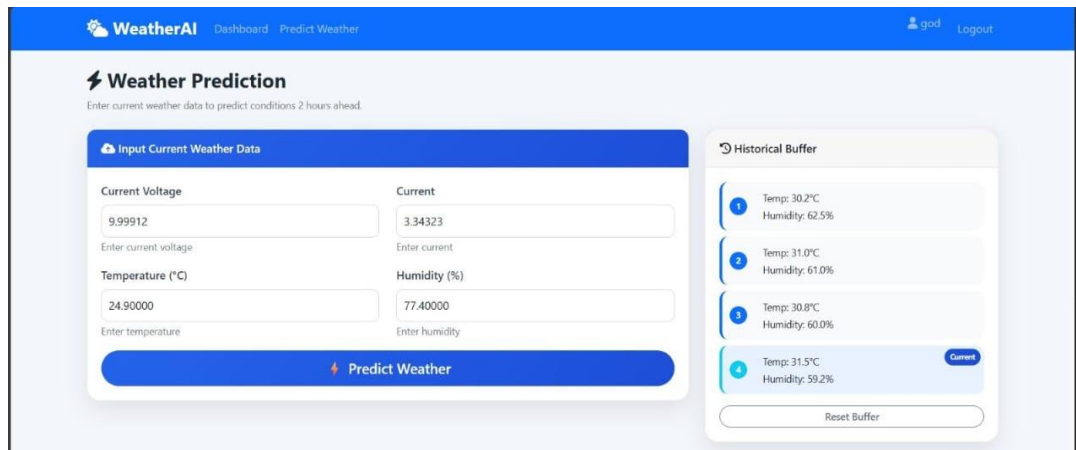 WeatherAI Dashboard Predict Weather god Logout
Weather Prediction
Enter current weather data to predict conditions 2 hours ahead.
Input Current Weather Data
Current Voltage Current
9.99912 3.34323
Enter current voltage Enter current
Temperature (°C) Humidity (%)
24.90000 77.40000
Enter temperature Enter humidity
Predict Weather
Historical Buffer
1 Temp: 30.2°C
Humidity: 62.5%
2 Temp: 31.0°C
Humidity: 61.0%
3 Temp: 30.8°C
Humidity: 60.0%
4 Temp: 31.5°C Current
Humidity: 59.2%
Reset Buffer